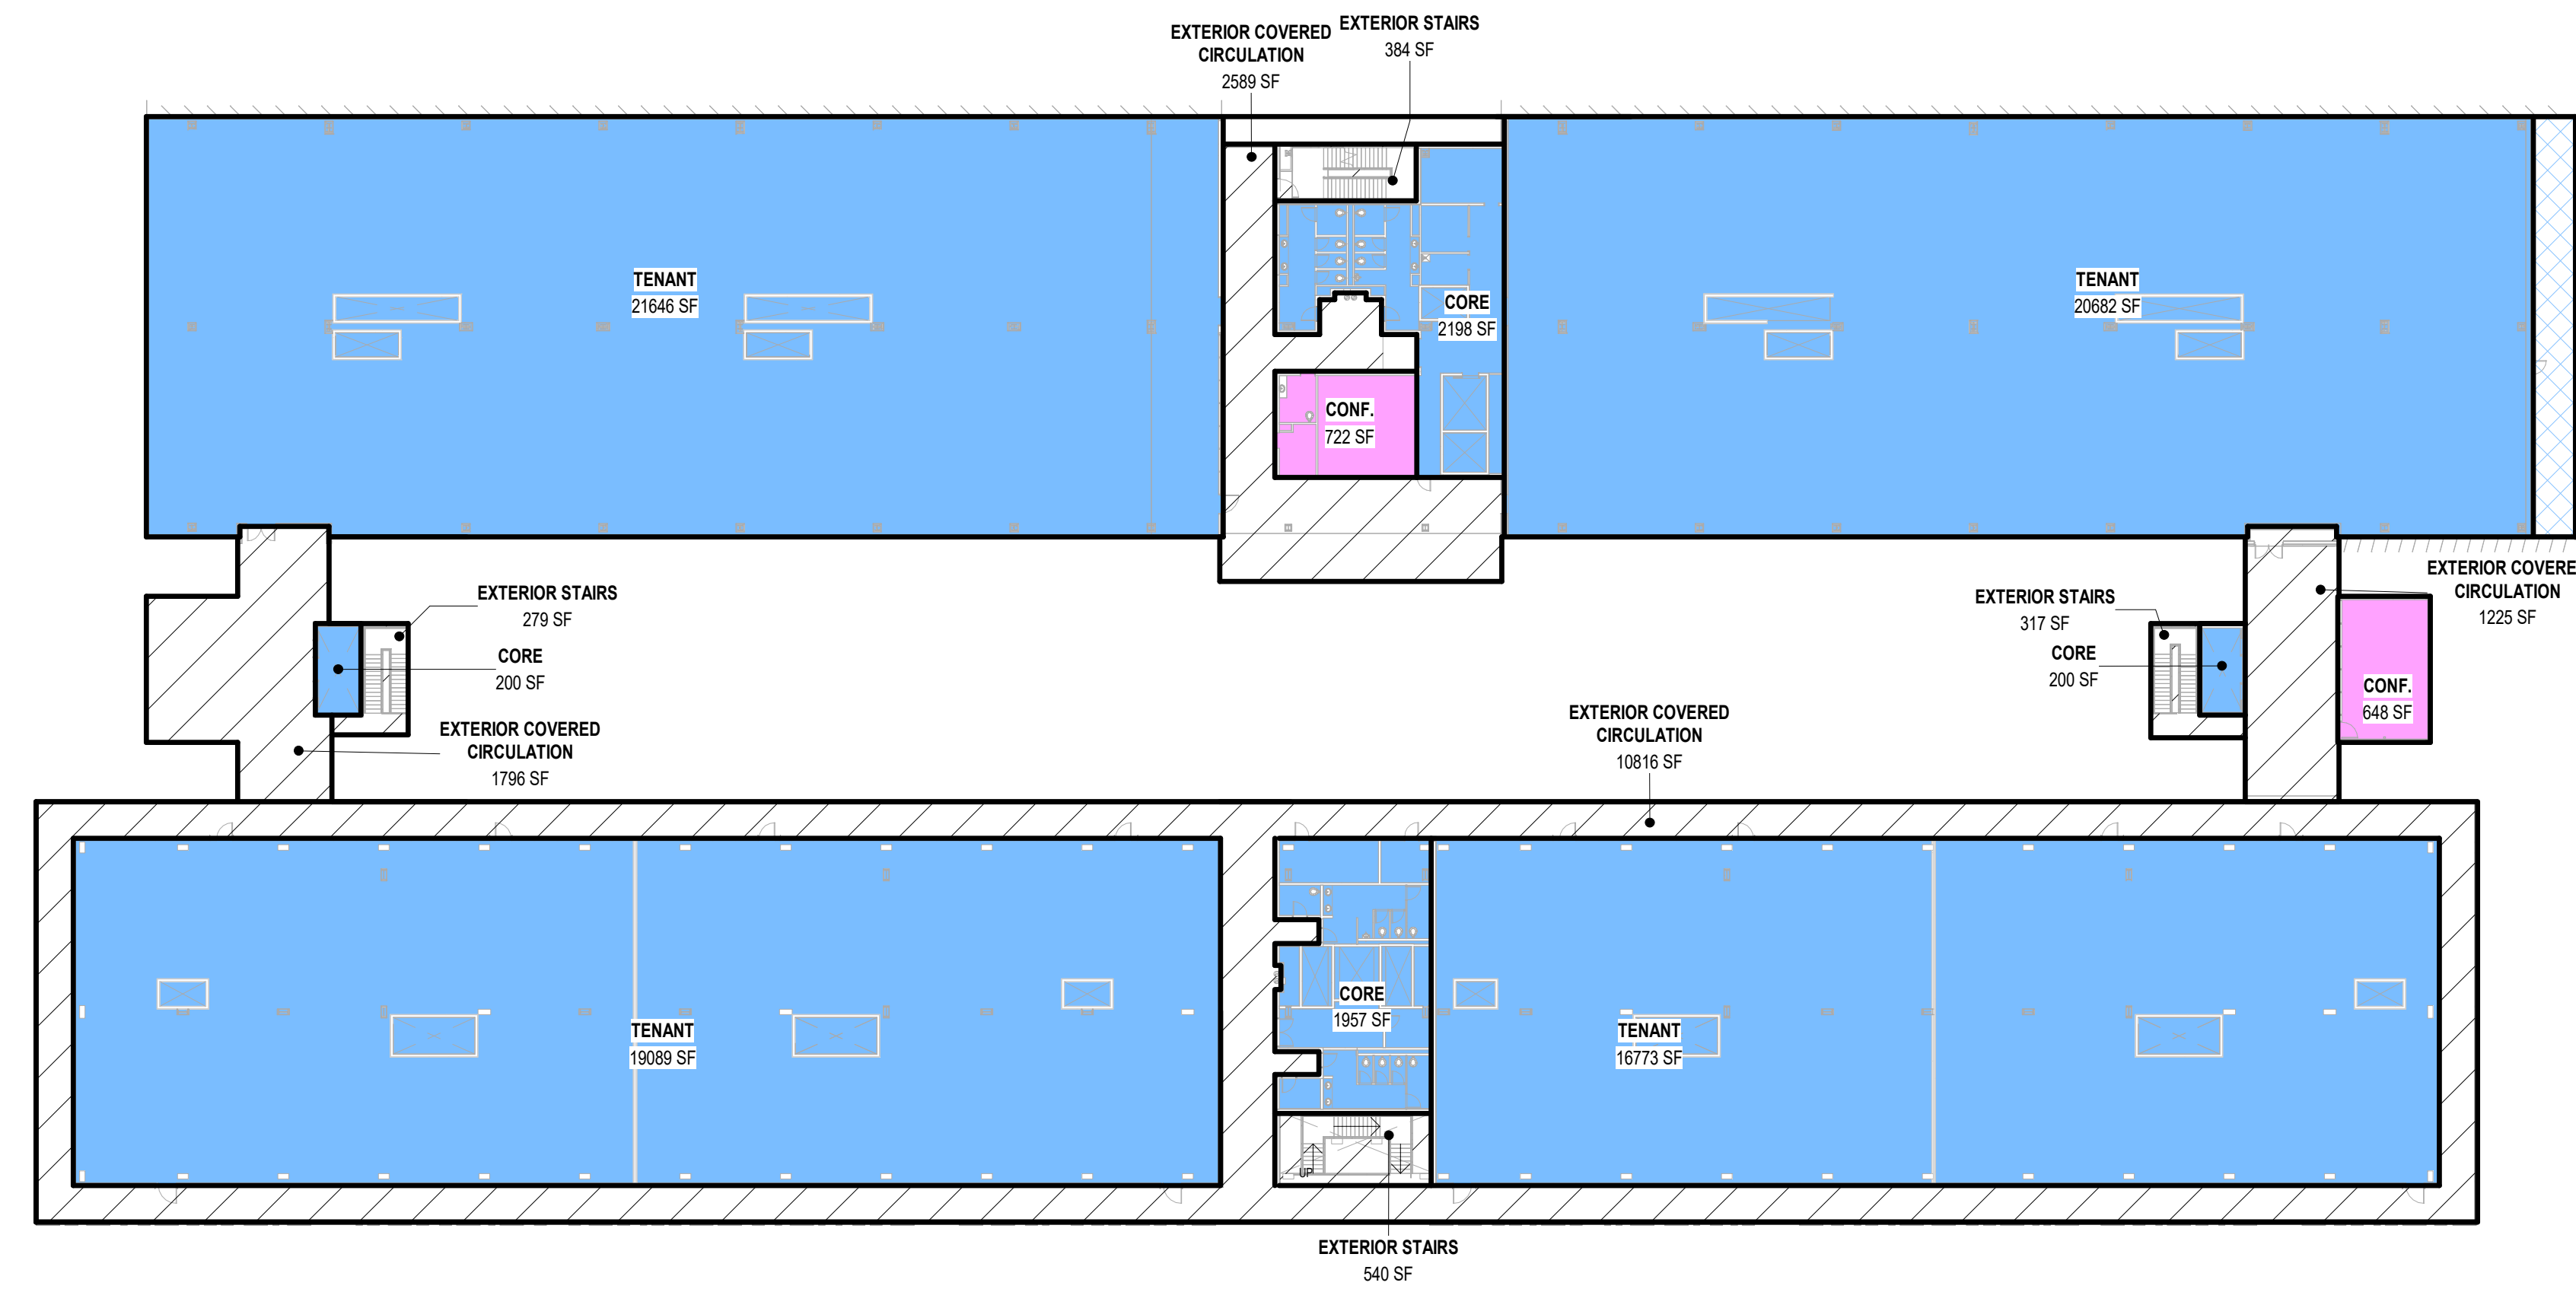 EXTERIOR COVERED
CIRCULATION
2589 SF
EXTERIOR STAIRS
384 SF
TENANT
21646 SF
CORE
2198 SF
TENANT
20682 SF
CONF.
722 SF
EXTERIOR STAIRS
279 SF
CORE
200 SF
EXTERIOR COVERED
CIRCULATION
1796 SF
EXTERIOR STAIRS
317 SF
CORE
200 SF
EXTERIOR COVERE
CIRCULATION
1225 SF
CONF.
648 SF
EXTERIOR COVERED
CIRCULATION
10816 SF
TENANT
19089 SF
CORE
1957 SF
TENANT
16773 SF
UP
EXTERIOR STAIRS
540 SF